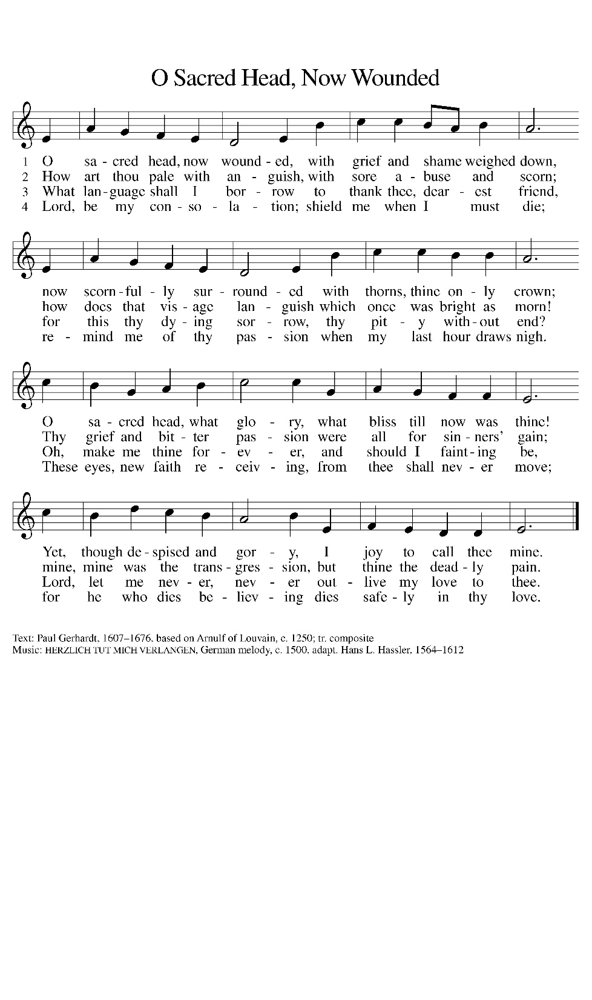 O Sacred Head, Now Wounded
1 O sa - cred head, now wound - ed, with grief and shame weighed down,
2 How art thou pale with an - guish, with sore a - buse and scorn;
3 What lan - guage shall I bor - row to thank thee, dear - est friend,
4 Lord, be my con - so - la - tion; shield me when I must die;
now scorn - ful - ly sur - round - ed with thorns, thine on - ly crown;
how does that vis - age lan - guish which once was bright as morn!
for this thy dy - ing sor - row, thy pit - y with - out end?
re - mind me of thy pas - sion when my last hour draws nigh.
O sa - cred head, what glo - ry, what bliss till now was thine!
Thy grief and bit - ter pas - sion were all for sin - ners' gain;
Oh, make me thine for - ev - er, and should I faint - ing be,
These eyes, new faith re - ceiv - ing, from thee shall nev - er move;
Yet, though de - spised and gor - y, I joy to call thee mine.
mine, mine was the trans - gres - sion, but thine the dead - ly pain.
Lord, let me nev - er, nev - er out - live my love to thee.
for he who dies be - liev - ing dies safe - ly in thy love.
Text: Paul Gerhardt, 1607–1676, based on Arnulf of Louvain, c. 1250; tr. composite
Music: HERZLICH TUT MICH VERLANGEN, German melody, c. 1500, adapt. Hans L. Hassler, 1564–1612